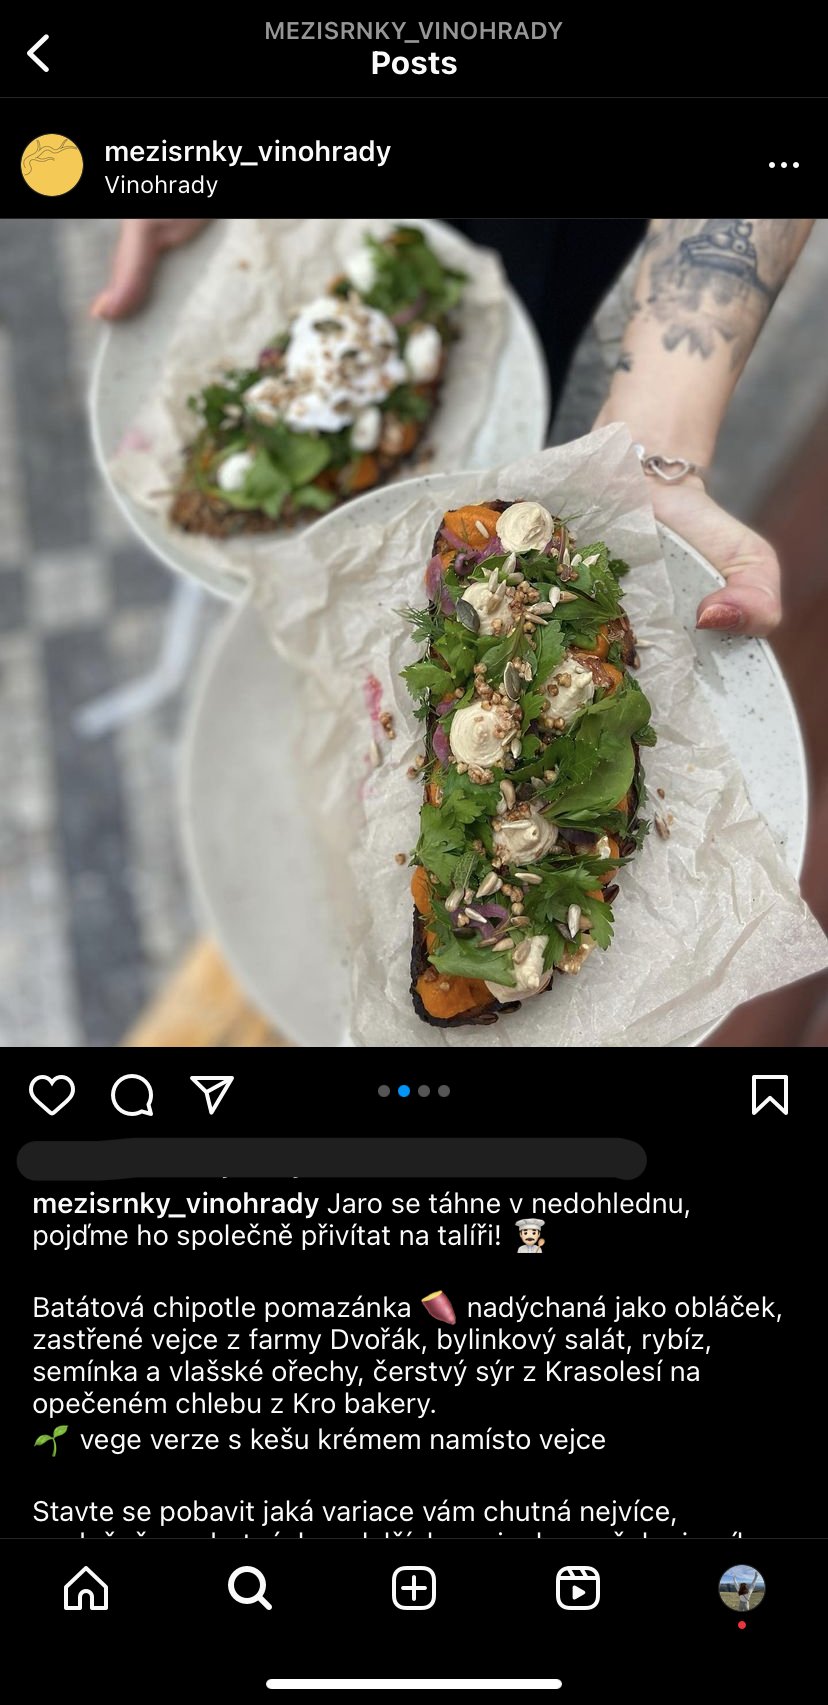 MEZISRNKY_VINOHRADY
Posts
mezisrnky_vinohrady
Vinohrady
mezisrnky_vinohrady Jaro se táhne v nedohlednu,
pojďme ho společně přivítat na talíři! 👨🏻‍🍳
Batátová chipotle pomazánka 🍠 nadýchaná jako obláček,
zastřené vejce z farmy Dvořák, bylinkový salát, rybíz,
semínka a vlašské ořechy, čerstvý sýr z Krasolesí na
opečeném chlebu z Kro bakery.
🌱 vege verze s kešu krémem namísto vejce
Stavte se pobavit jaká variace vám chutná nejvíce,